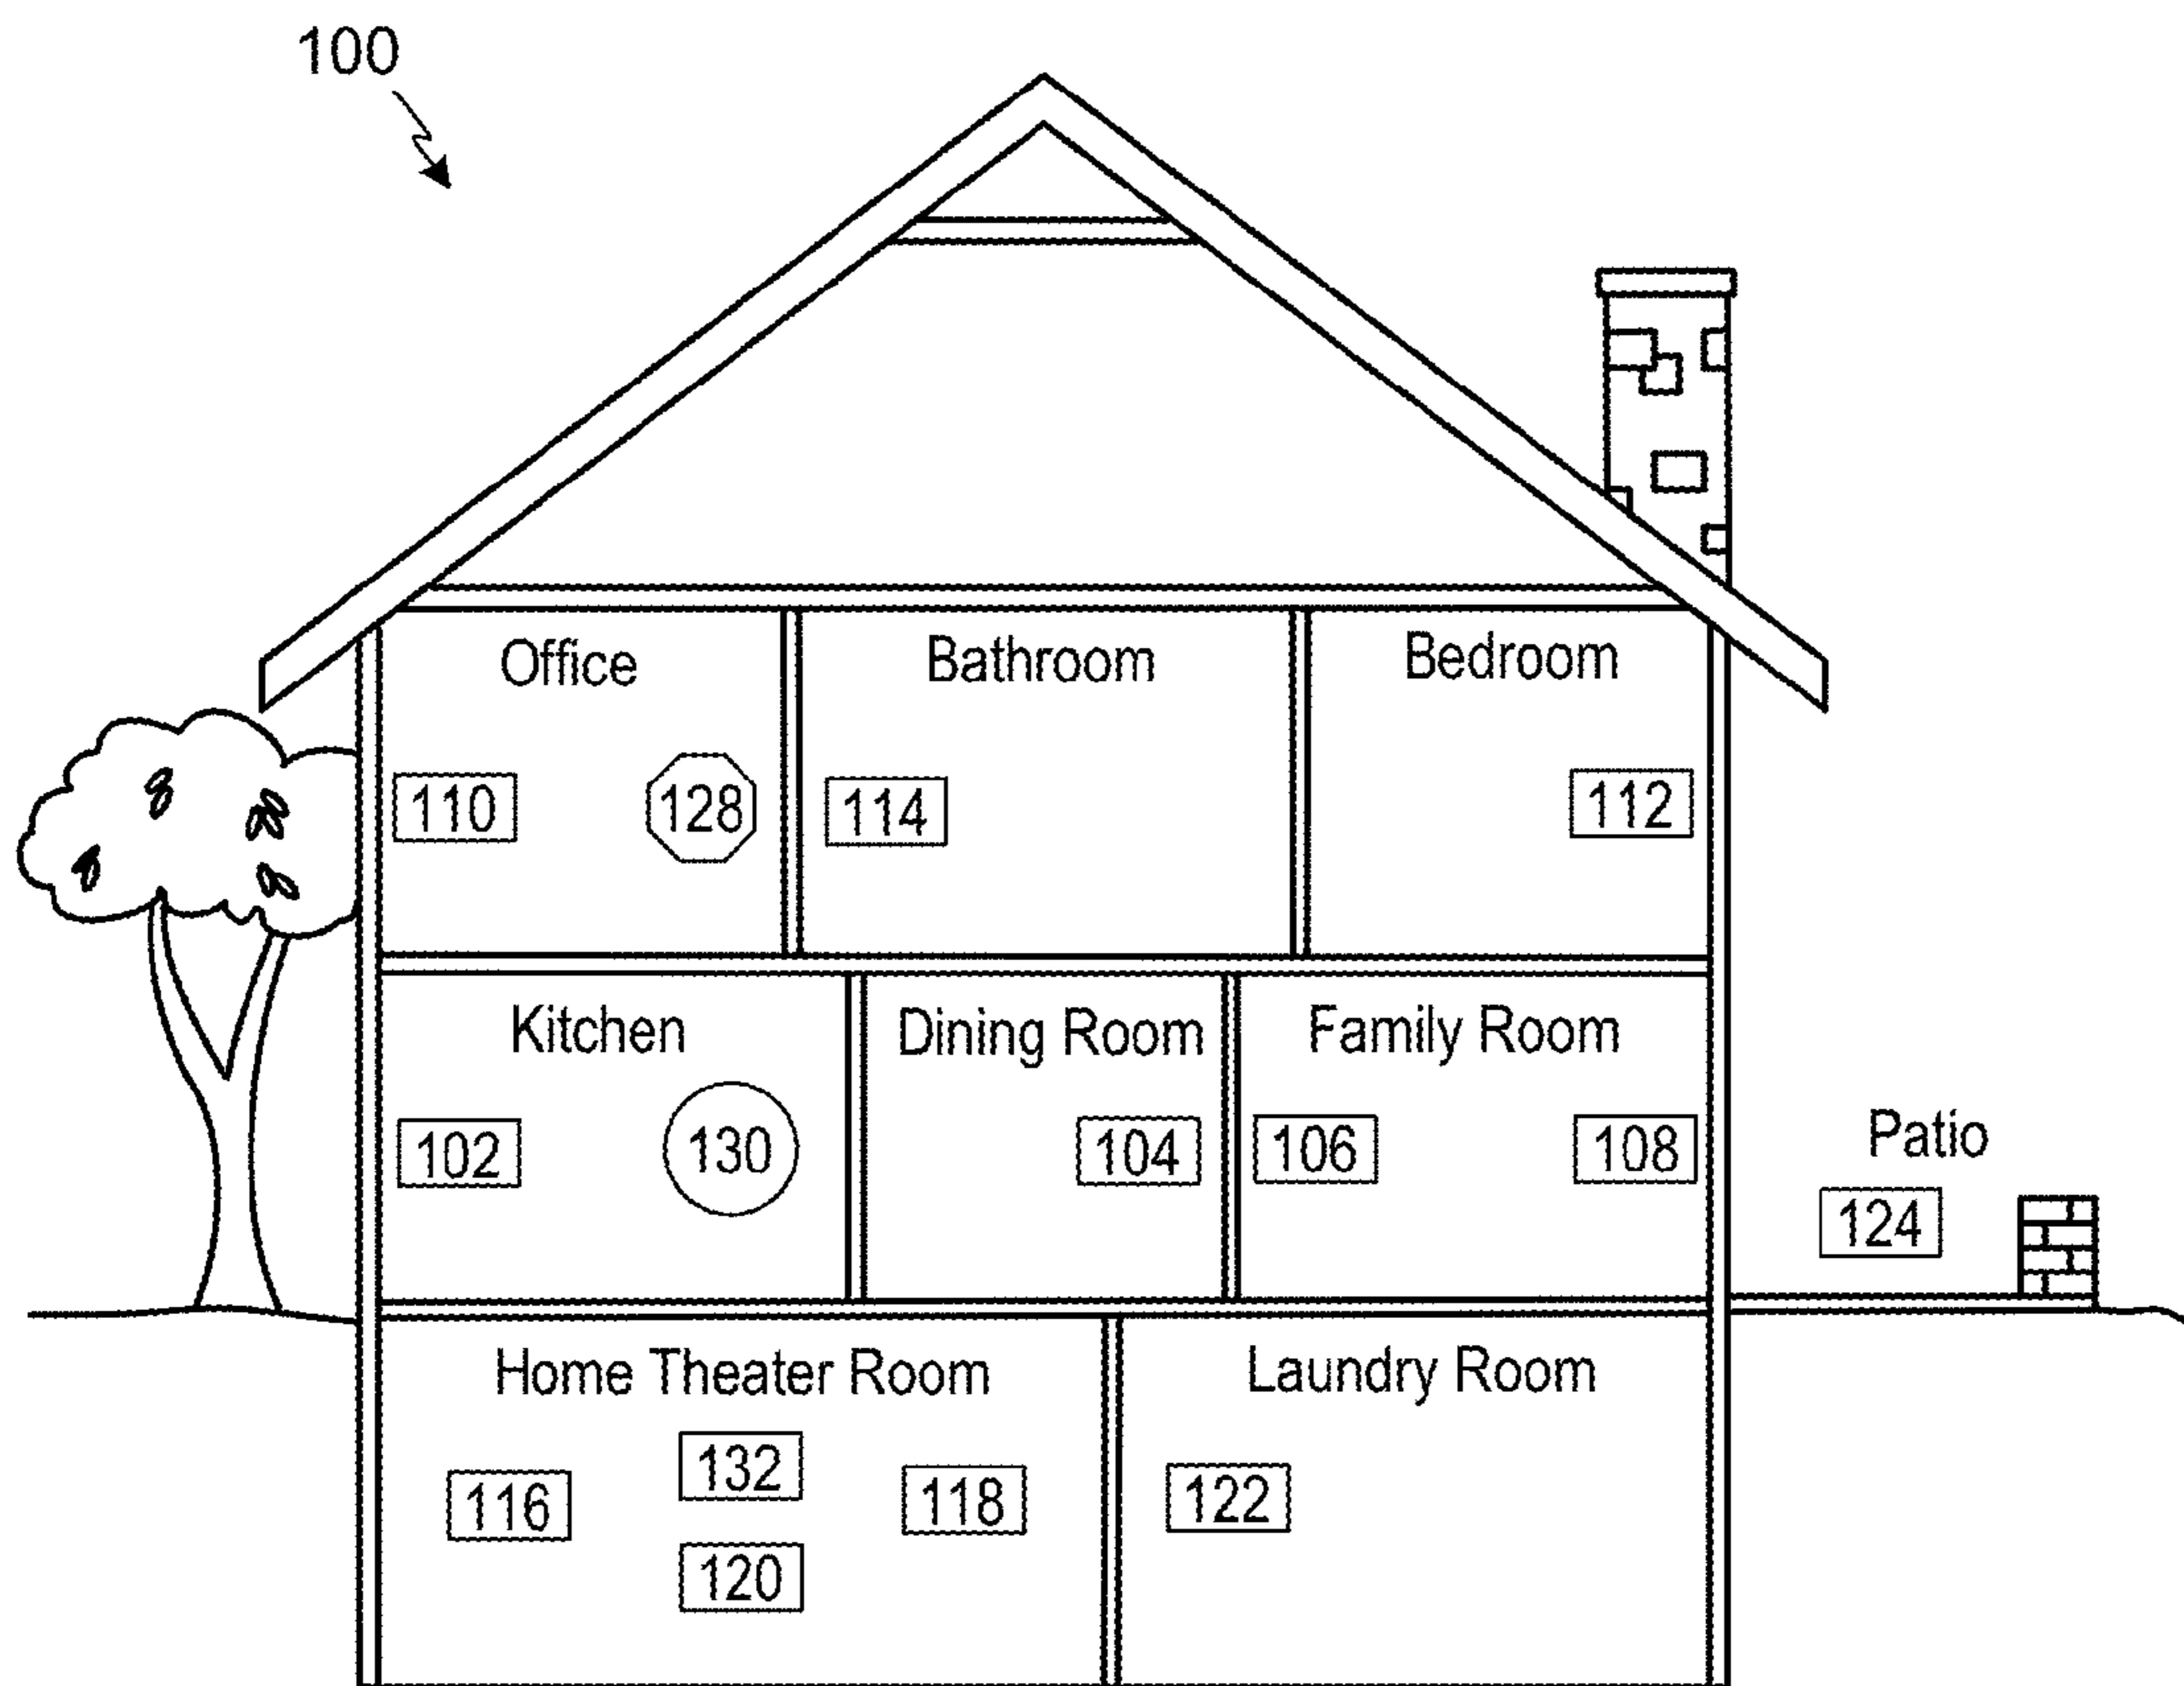 100
Office
Bathroom
Bedroom
110
128
114
112
Kitchen
Dining Room
Family Room
102
130
104
106
108
Patio
124
Home Theater Room
Laundry Room
132
116
118
122
120